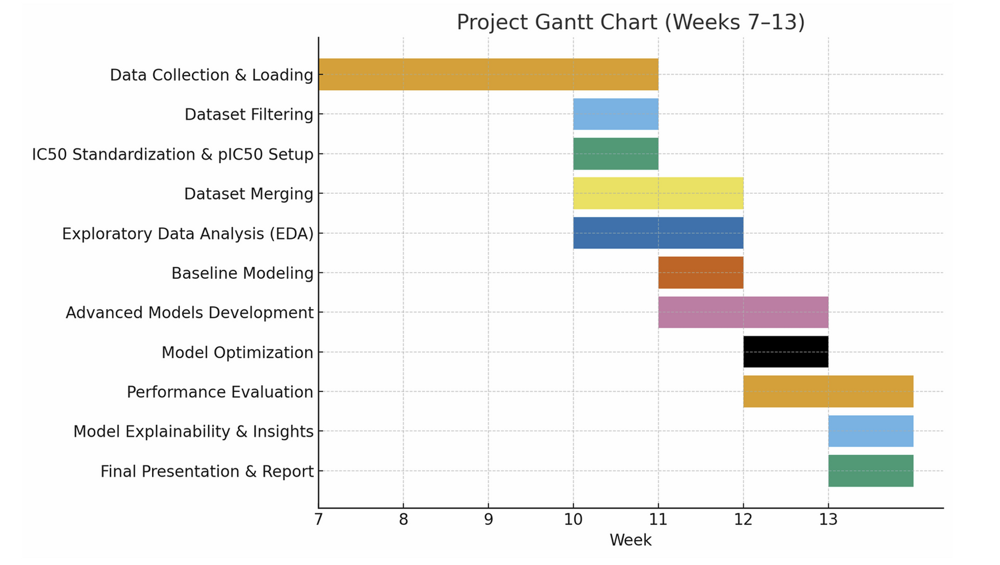 Project Gantt Chart (Weeks 7–13)
Data Collection & Loading
Dataset Filtering
IC50 Standardization & pIC50 Setup
Dataset Merging
Exploratory Data Analysis (EDA)
Baseline Modeling
Advanced Models Development
Model Optimization
Performance Evaluation
Model Explainability & Insights
Final Presentation & Report
7 8 9 10 11 12 13
Week